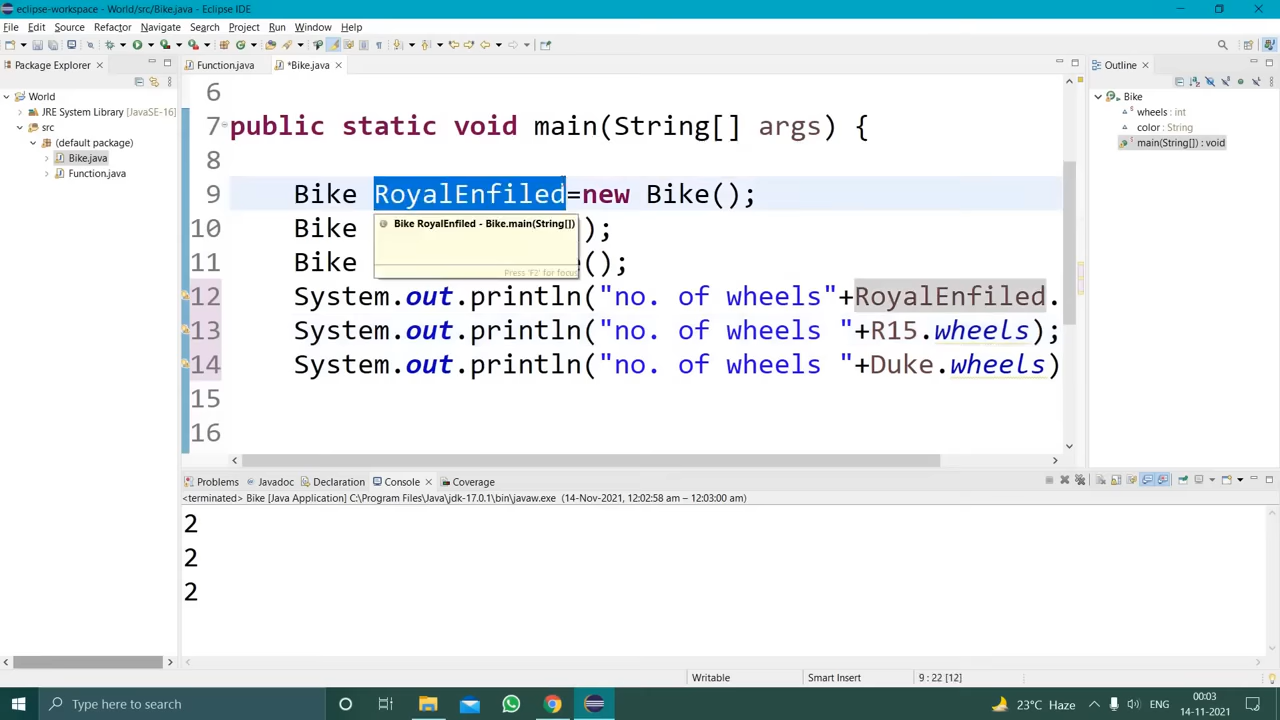 eclipse-workspace - World/src/Bike.java - Eclipse IDE
File Edit Source Refactor Navigate Search Project Run Window Help
Package Explorer
Function.java
*Bike.java
Outline
World
JRE System Library [JavaSE-16]
src
(default package)
Bike.java
Function.java
6
7 public static void main(String[] args) {
8
9 Bike RoyalEnfiled=new Bike();
10 Bike );
11 Bike ();
12 System.out.println("no. of wheels"+RoyalEnfiled.
13 System.out.println("no. of wheels "+R15.wheels);
14 System.out.println("no. of wheels "+Duke.wheels)
15
16
Bike RoyalEnfiled - Bike.main(String[])
Press 'F2' for focus
Bike
wheels : int
color : String
main(String[]) : void
Problems Javadoc Declaration Console Coverage
<terminated> Bike [Java Application] C:\Program Files\Java\jdk-17.0.1\bin\javaw.exe (14-Nov-2021, 12:02:58 am – 12:03:00 am)
2
2
2
Writable Smart Insert 9 : 22 [12]
Type here to search
23°C Haze
ENG
00:03
14-11-2021